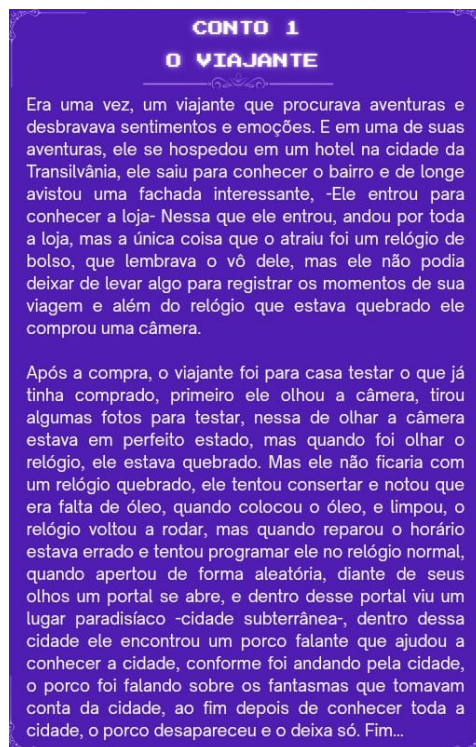 CONTO 1
O VIAJANTE
Era uma vez, um viajante que procurava aventuras e
desbravava sentimentos e emoções. E em uma de suas
aventuras, ele se hospedou em um hotel na cidade da
Transilvânia, ele saiu para conhecer o bairro e de longe
avistou uma fachada interessante, -Ele entrou para
conhecer a loja- Nessa que ele entrou, andou por toda
a loja, mas a única coisa que o atraiu foi um relógio de
bolso, que lembrava o vô dele, mas ele não podia
deixar de levar algo para registrar os momentos de sua
viagem e além do relógio que estava quebrado ele
comprou uma câmera.
Após a compra, o viajante foi para casa testar o que já
tinha comprado, primeiro ele olhou a câmera, tirou
algumas fotos para testar, nessa de olhar a câmera
estava em perfeito estado, mas quando foi olhar o
relógio, ele estava quebrado. Mas ele não ficaria com
um relógio quebrado, ele tentou consertar e notou que
era falta de óleo, quando colocou o óleo, e limpou, o
relógio voltou a rodar, mas quando reparou o horário
estava errado e tentou programar ele no relógio normal,
quando apertou de forma aleatória, diante de seus
olhos um portal se abre, e dentro desse portal viu um
lugar paradisíaco -cidade subterrânea-, dentro dessa
cidade ele encontrou um porco falante que ajudou a
conhecer a cidade, conforme foi andando pela cidade,
o porco foi falando sobre os fantasmas que tomavam
conta da cidade, ao fim depois de conhecer toda a
cidade, o porco desapareceu e o deixa só. Fim...